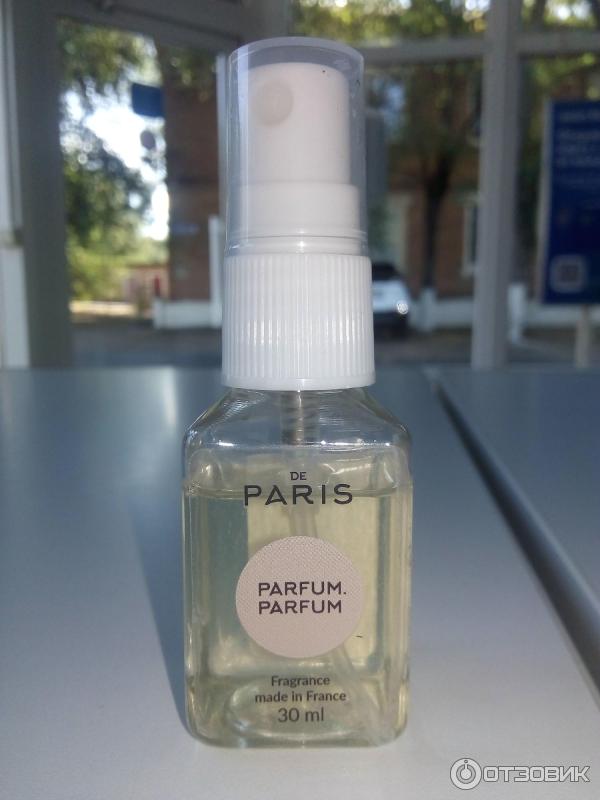 DE
PARIS
PARFUM.
PARFUM
Fragrance
made in France
30 ml
ОТЗОВИК